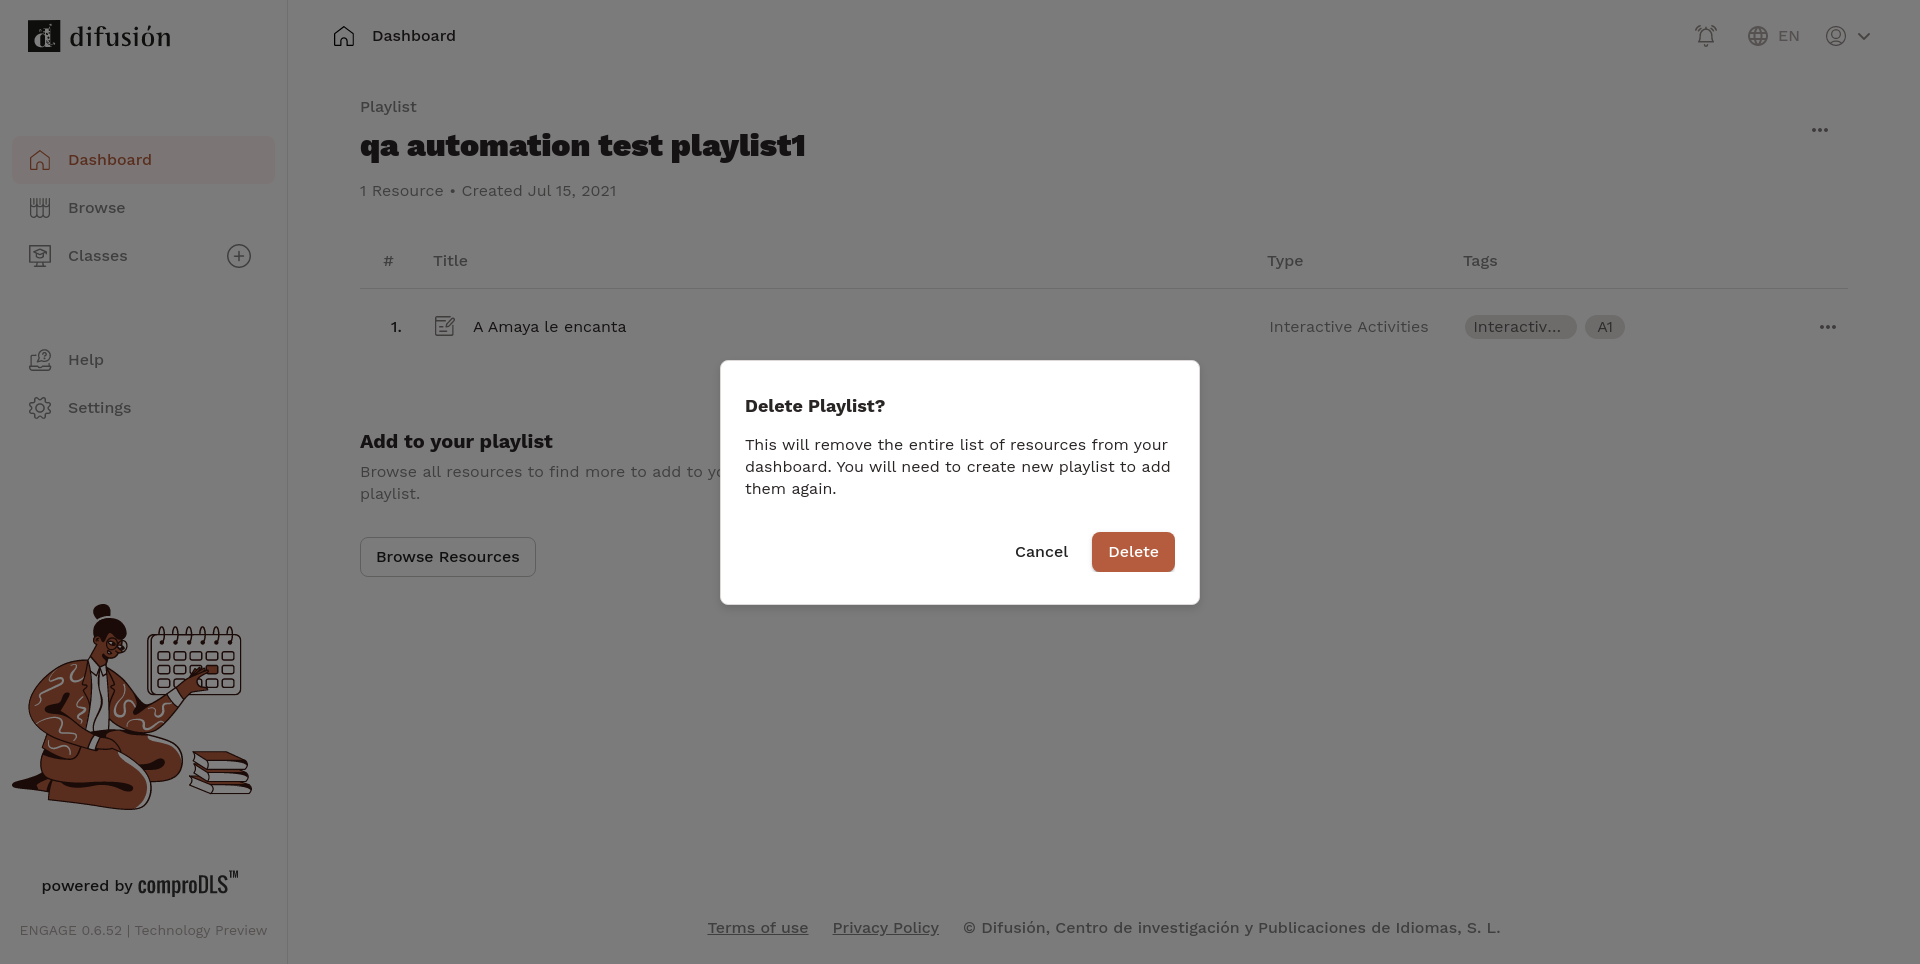 difusión
Dashboard
EN
Dashboard
Browse
Classes
Help
Settings
Playlist
qa automation test playlist1
1 Resource • Created Jul 15, 2021
# Title Type Tags
1. A Amaya le encanta Interactive Activities Interactiv... A1
Add to your playlist
Browse all resources to find more to add to
playlist.
Browse Resources
Delete Playlist?
This will remove the entire list of resources from your
dashboard. You will need to create new playlist to add
them again.
Cancel Delete
powered by comproDLS™
ENGAGE 0.6.52 | Technology Preview
Terms of use Privacy Policy © Difusión, Centro de investigación y Publicaciones de Idiomas, S. L.